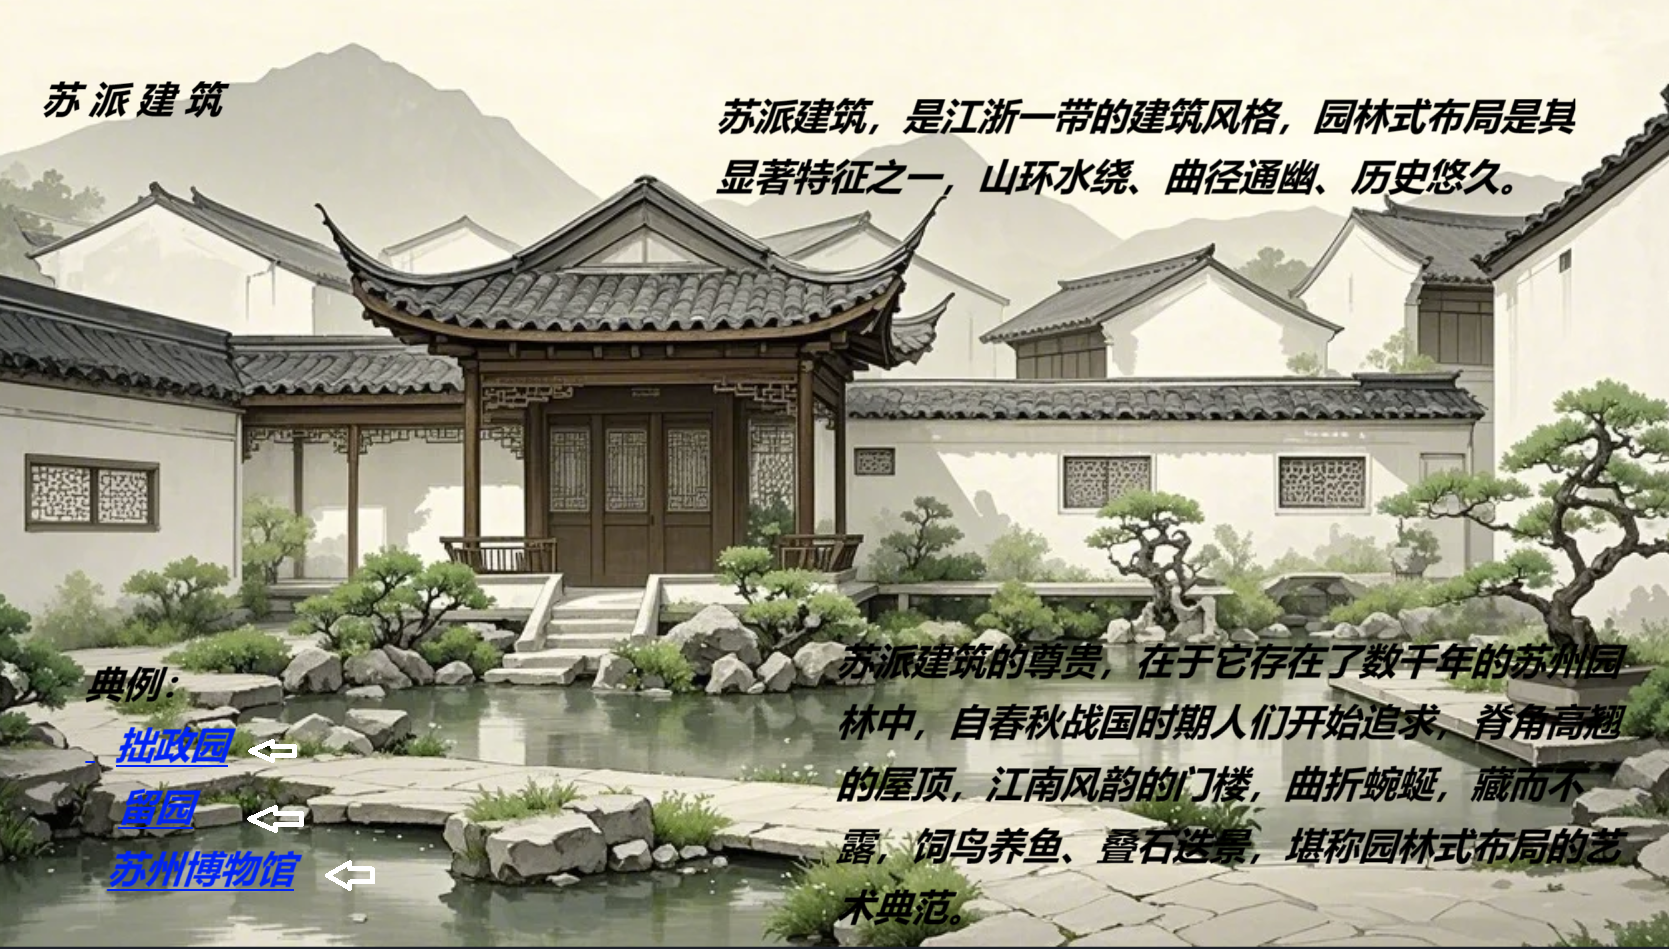 苏派建筑
苏派建筑，是江浙一带的建筑风格，园林式布局是其
显著特征之一，山环水绕、曲径通幽、历史悠久。
典例：
拙政园
留园
苏州博物馆
苏派建筑的尊贵，在于它存在了数千年的苏州园
林中，自春秋战国时期人们开始追求，脊角高翘
的屋顶，江南风韵的门楼，曲折蜿蜒，藏而不
露，饲鸟养鱼、叠石迭景，堪称园林式布局的艺
术典范。